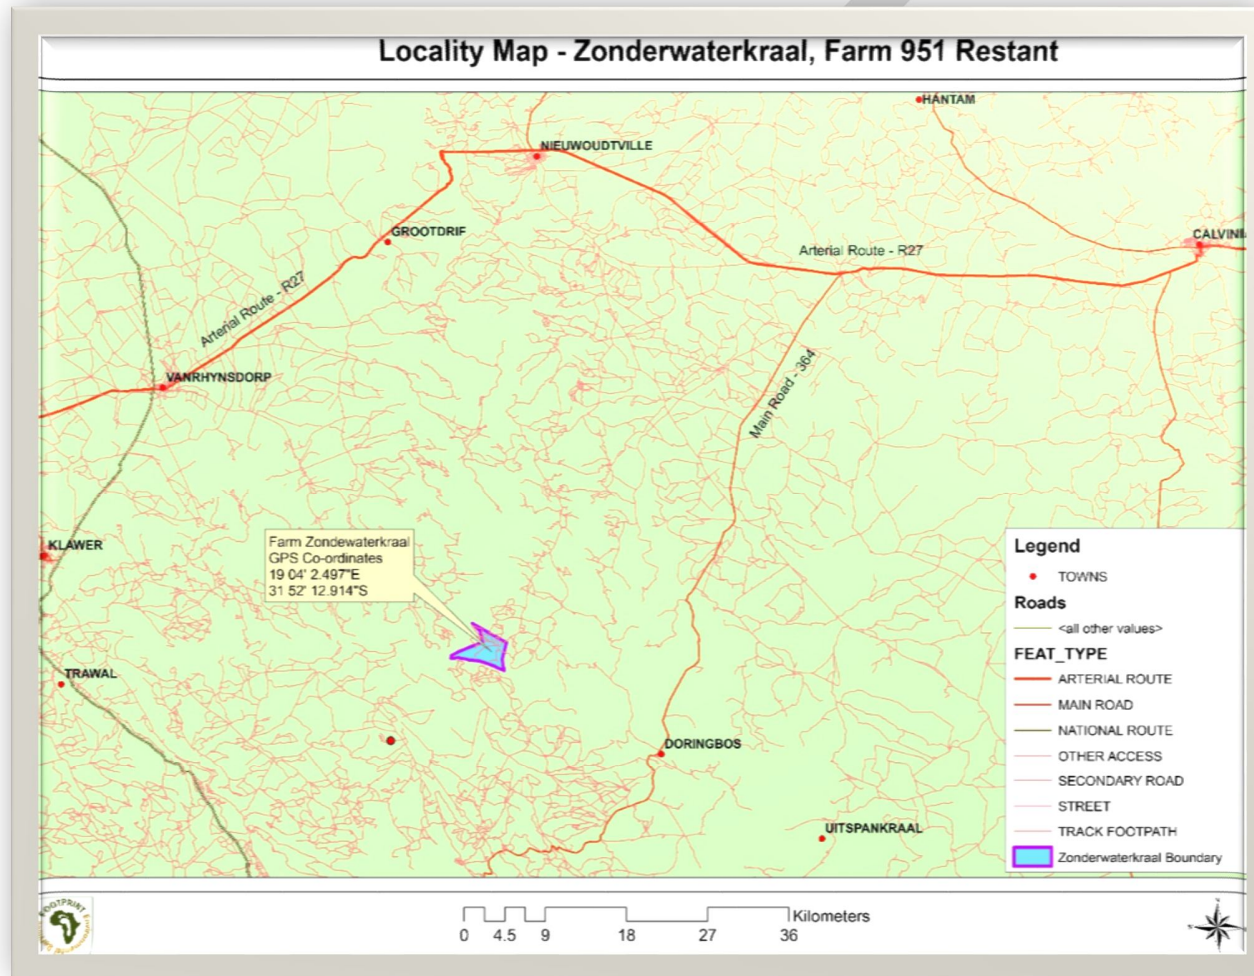 Locality Map - Zonderwaterkraal, Farm 951 Restant
HANTAM
NIEUWOUDTVILLE
GROOTDRIF
CALVINI
Arterial Route - R27
Arterial Route - R27
VANRHYNSDORP
Main Road - 364
Farm Zondewaterkraal
GPS Co-ordinates
19 04' 2.497"E
31 52' 12.914"S
KLAWER
TRAWAL
DORINGBOS
UITSPANKRAAL
Legend
TOWNS
Roads
<all other values>
FEAT_TYPE
ARTERIAL ROUTE
MAIN ROAD
NATIONAL ROUTE
OTHER ACCESS
SECONDARY ROAD
STREET
TRACK FOOTPATH
Zonderwaterkraal Boundary
FOOTPRINT
Kilometers
0 4.5 9 18 27 36